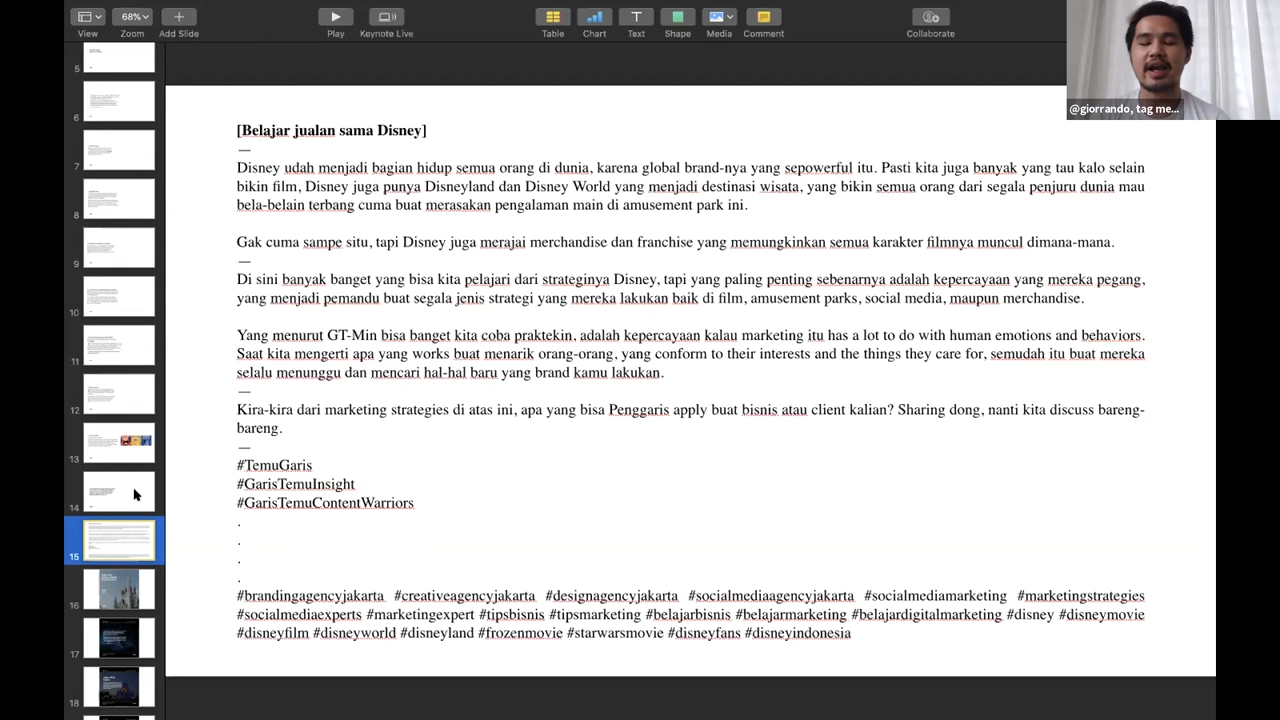 68%
View
Zoom
Add Slide
Play
Keynote Live
Table
Chart
Text
Shape
Media
Comment
Collaborate
@giorrando, tag me...
5
6
7
8
9
10
11
12
13
14
15
16
17
18
[Belajar jualan sama Disney]
—
Disney udah menjadi bagian hidup semua orang di dunia, karena global brand-nya yang sepowerful itu. Pasti kita juga banyak yang tau kalo selain
bikin film, Disney juga punya Disneyland dan Disney World yang menjadi destinasi wisata, yang bikin semua orang dari segala penjuru dunia mau
bela-belain terbang cuma buat merasakan pengalaman main di amusement park ini.
Gak cuma sampe situ, tapi Disney juga merajai merchandise dan franchise yang memungkinkan semua karakter filmnya muncul dimana-mana.
—
Di sini banyak banget yang bisa kita pelajari dari strateginya Disney, tapi yang paling penting sebenarnya adalah kepercayaan yang mereka pegang,
yang menjadi pemandu buat segala jenis strategi yang mereka lakukan baik di film, amusement parks, social media, maupun merchandise.
Yang menurut GT-Min bisa banget kita coba praktekin, adalah kepercayaan kalau marketing itu has a lot to do with human emotions and behaviors.
Saat kita mengerti apa yang works buat menarik orang-orang, yang conform to their interests and the things they care for, semudah itu buat mereka
selalu menunggu dan mencari hal-hal baru yang brand kamu lakukan.
—
Kira-kira dari marketing strategies di atas ini, apa yang bisa Penggaris apply buat bisnis atau client kalian? Sharing dong, nanti kita discuss bareng-
bareng.
—
#TemuGaris
#GarisTemuInsight
#GarisTemuContentWarriors
.
.
.
.
#brandingagencyjakarta #creativeagencyjakarta #designagencyjakarta #socialmediaagencyjakarta #socialmediamarketing #marketingstrategies
#socialmediaexperts #marketingexpert #tipsbisnis #tipsmarketing #belajarbisnis #belajarmarketing #belajardigitalmarketing #disney #disneymovie
#disneyfilm #disneyworld #disneyland #frozenmovie #starwarsmovie #disneyfans #disneyindonesia